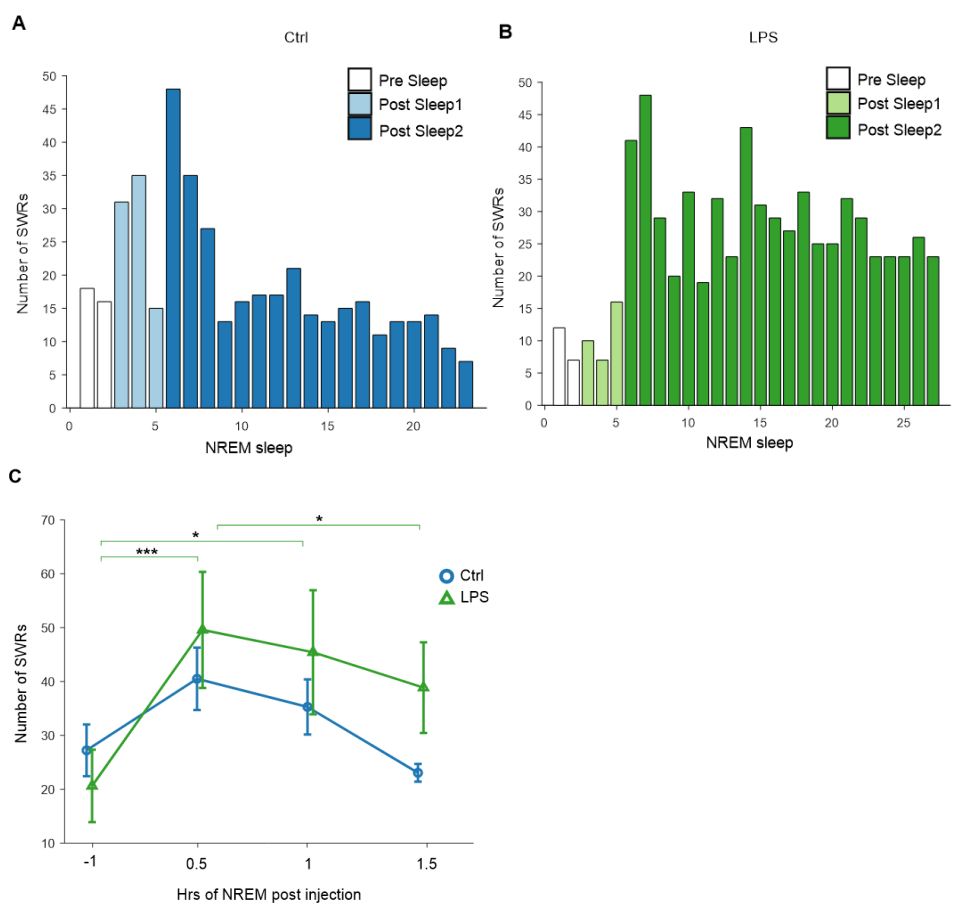 A
Ctrl
Pre Sleep
Post Sleep1
Post Sleep2
50
45
40
35
30
25
20
15
10
5
0
Number of SWRs
0 5 10 15 20
NREM sleep
B
LPS
Pre Sleep
Post Sleep1
Post Sleep2
50
45
40
35
30
25
20
15
10
5
0
Number of SWRs
0 5 10 15 20 25
NREM sleep
C
70
60
50
40
30
20
10
Number of SWRs
*
*
***
Ctrl
LPS
-1 0.5 1 1.5
Hrs of NREM post injection